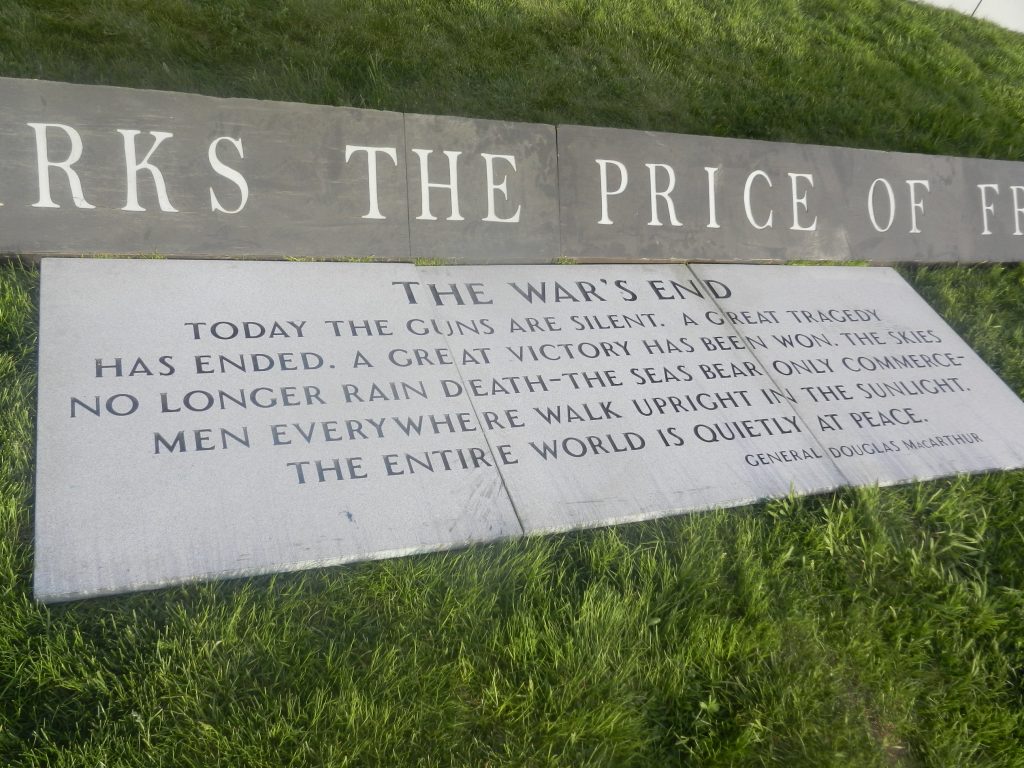 RKS THE PRICE OF FR
THE WAR'S END
TODAY THE GUNS ARE SILENT. A GREAT TRAGEDY
HAS ENDED. A GREAT VICTORY HAS BEEN WON. THE SKIES
NO LONGER RAIN DEATH-THE SEAS BEAR ONLY COMMERCE-
MEN EVERYWHERE WALK UPRIGHT IN THE SUNLIGHT.
THE ENTIRE WORLD IS QUIETLY AT PEACE.
GENERAL DOUGLAS MACARTHUR